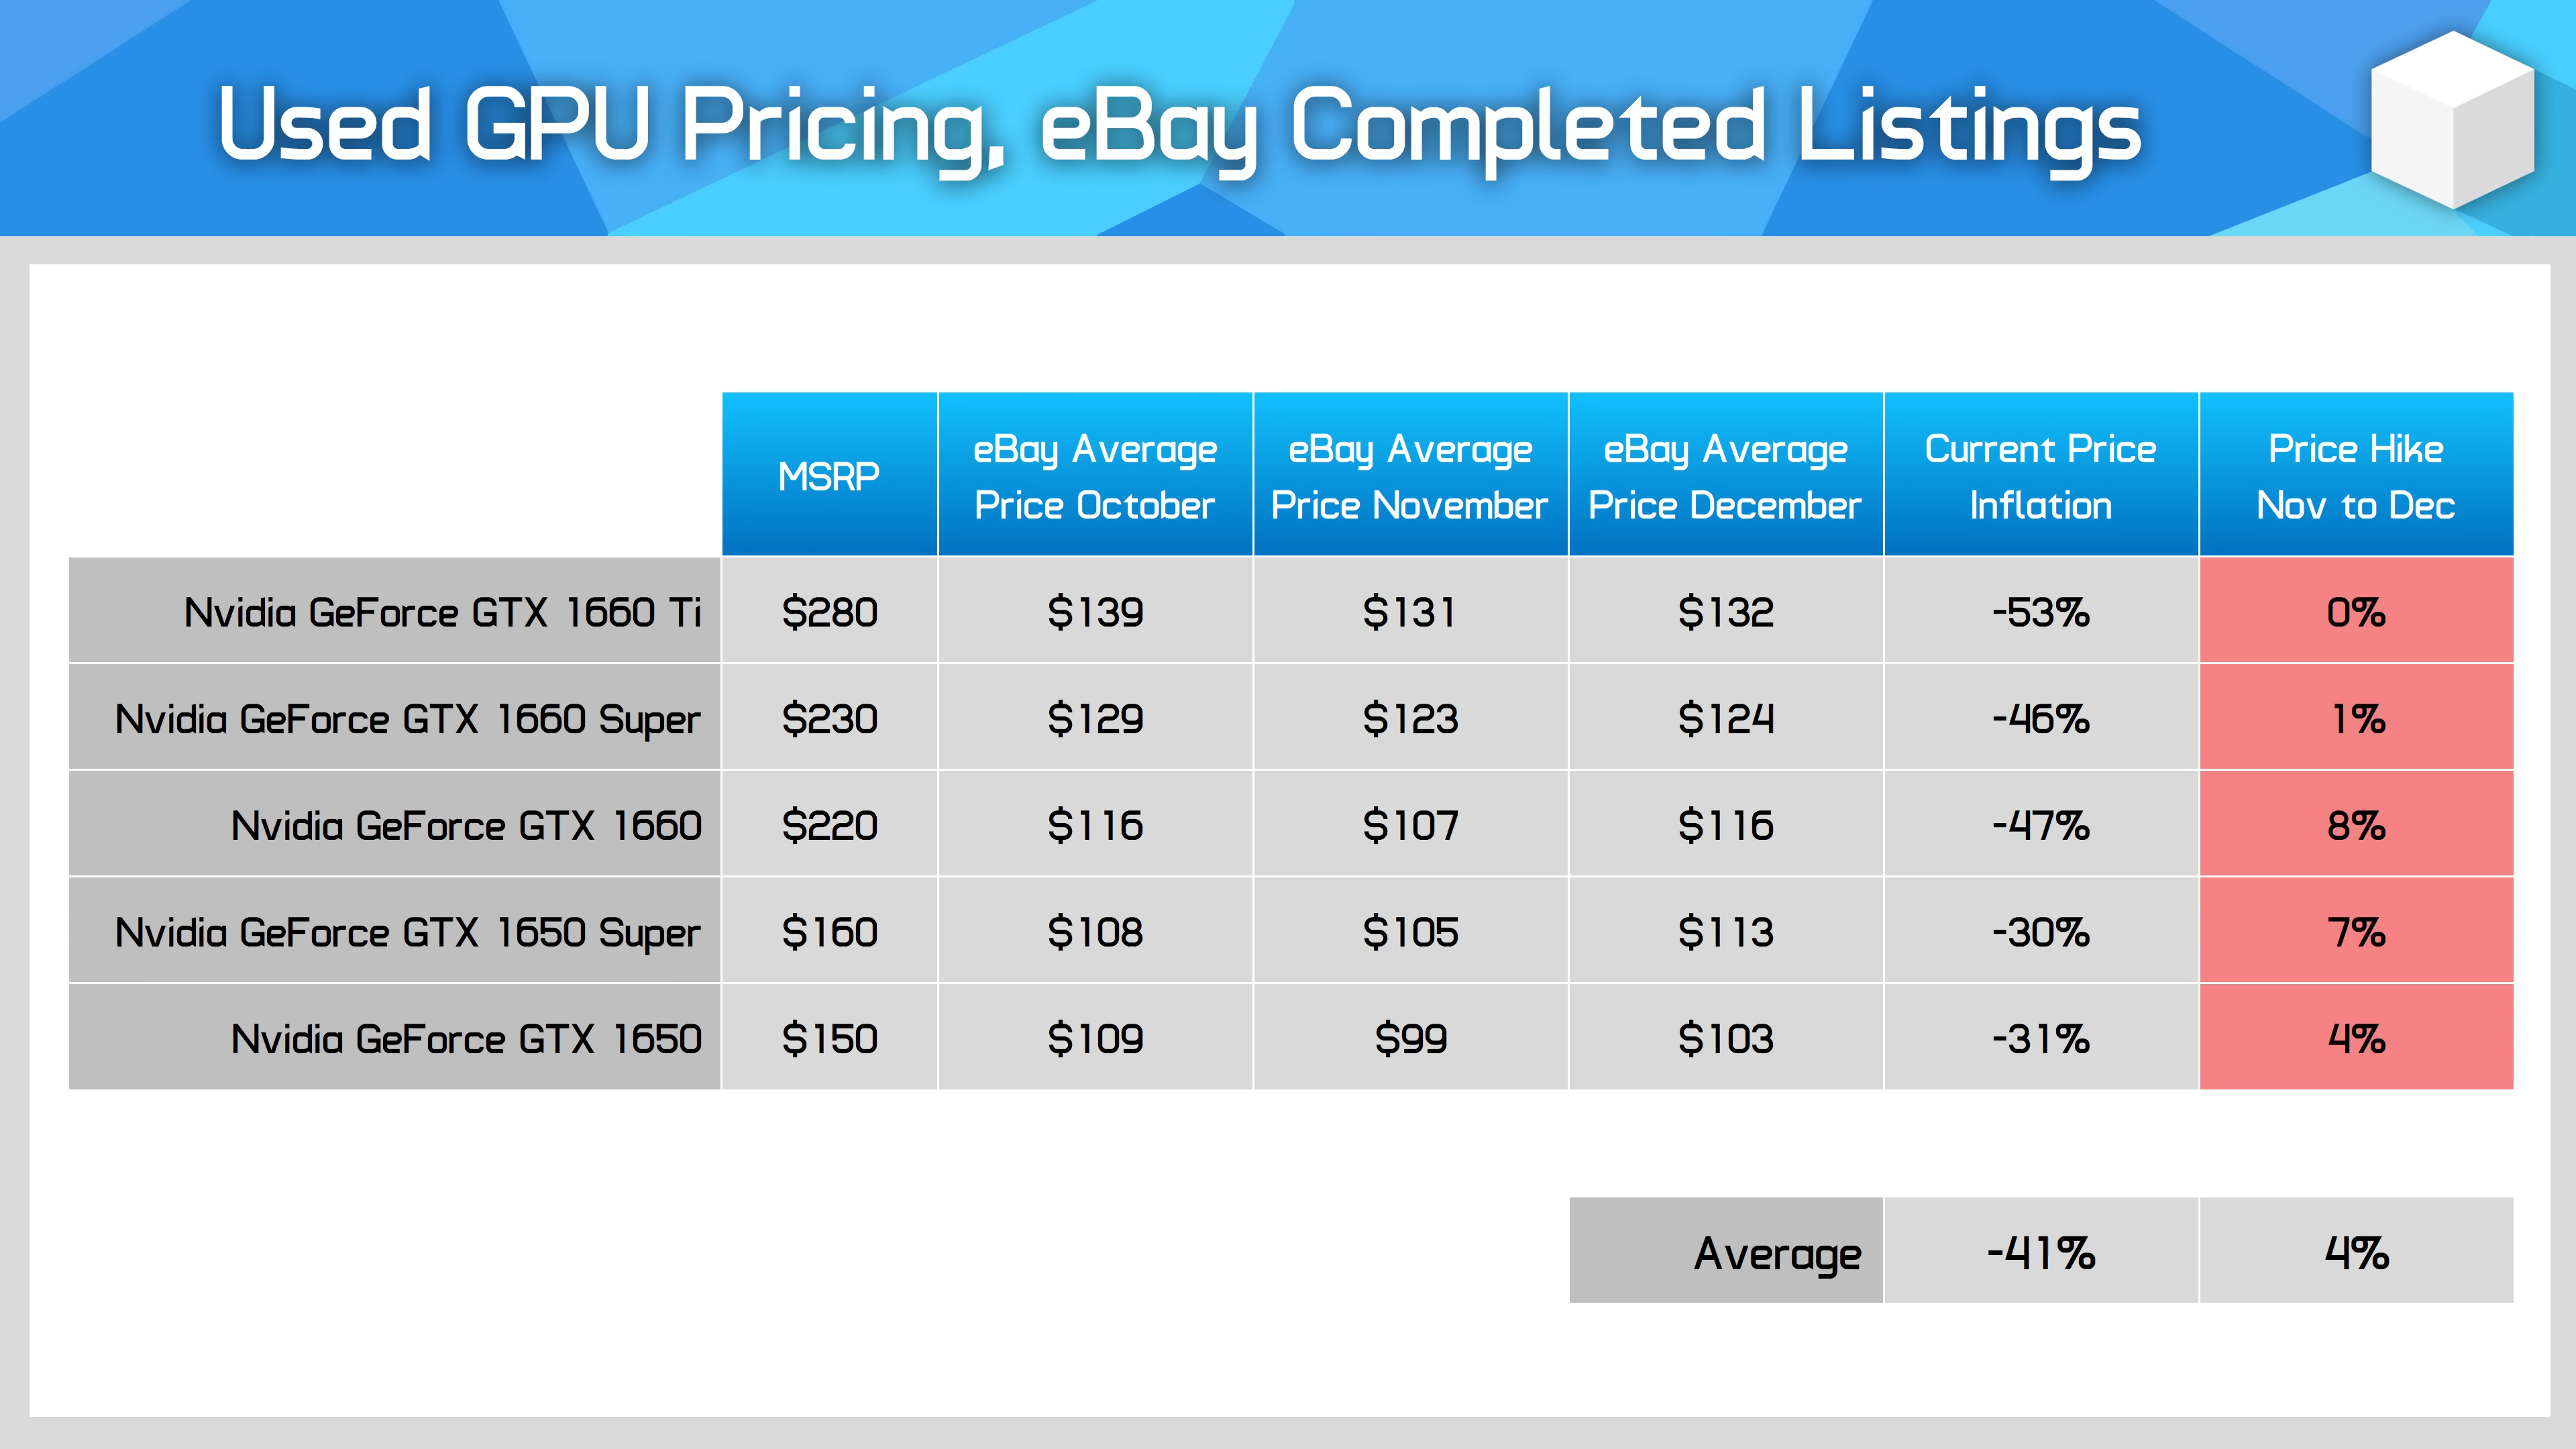 Used GPU Pricing, eBay Completed Listings
MSRP
eBay Average
Price October
eBay Average
Price November
eBay Average
Price December
Current Price
Inflation
Price Hike
Nov to Dec
Nvidia GeForce GTX 1660 Ti $280 $139 $131 $132 -53% 0%
Nvidia GeForce GTX 1660 Super $230 $129 $123 $124 -46% 1%
Nvidia GeForce GTX 1660 $220 $116 $107 $116 -47% 8%
Nvidia GeForce GTX 1650 Super $160 $108 $105 $113 -30% 7%
Nvidia GeForce GTX 1650 $150 $109 $99 $103 -31% 4%
Average -41% 4%